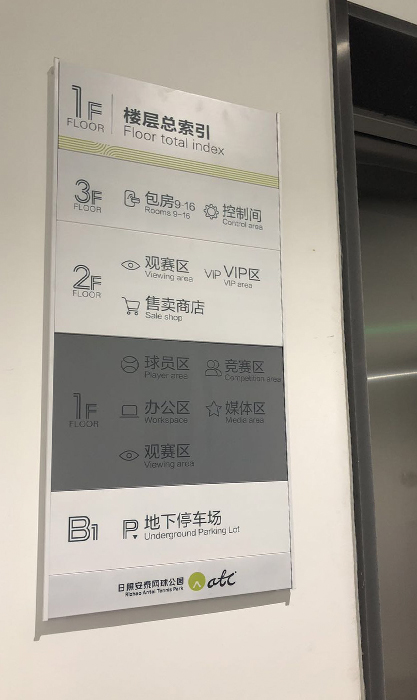 1F
FLOOR
楼层总索引
Floor total index
3F
FLOOR
包房9-16
Rooms 9-16
控制间
Control area
2F
FLOOR
观赛区
Viewing area
VIP VIP区
VIP area
售卖商店
Sale shop
1F
FLOOR
球员区
Player area
竞赛区
Competition area
办公区
Workspace
媒体区
Media area
观赛区
Viewing area
B1
P
地下停车场
Underground Parking Lot
日照安泰网球公园
Rizhao Antai Tennis Park
atc